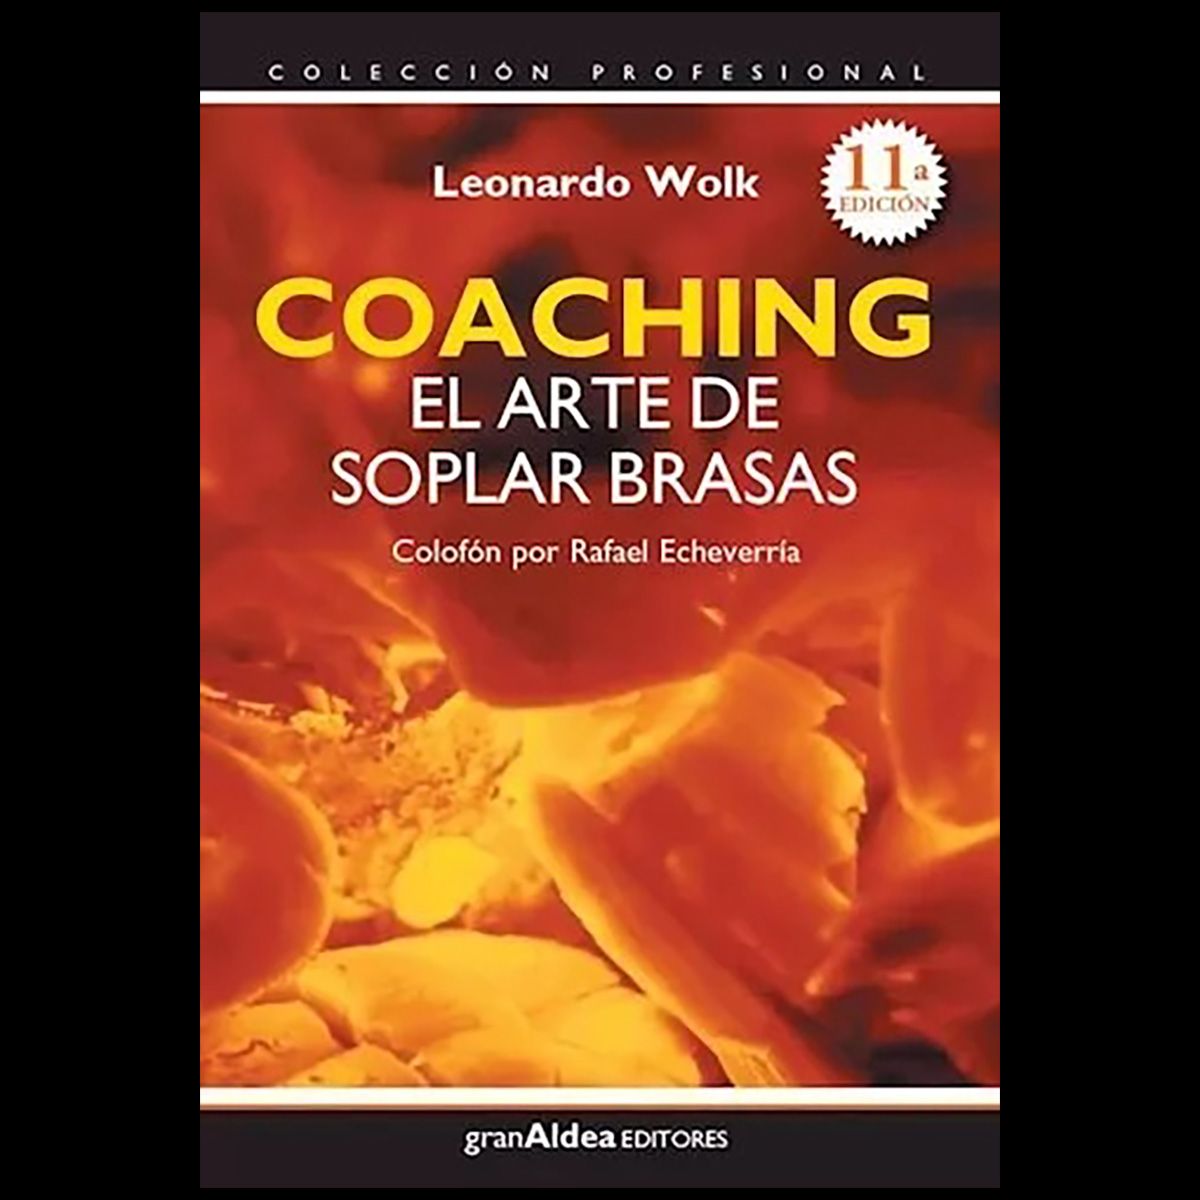 COLECCIÓN PROFESIONAL
Leonardo Wolk
11ª
EDICIÓN
COACHING
EL ARTE DE
SOPLAR BRASAS
Colofón por Rafael Echeverría
granAldea EDITORES